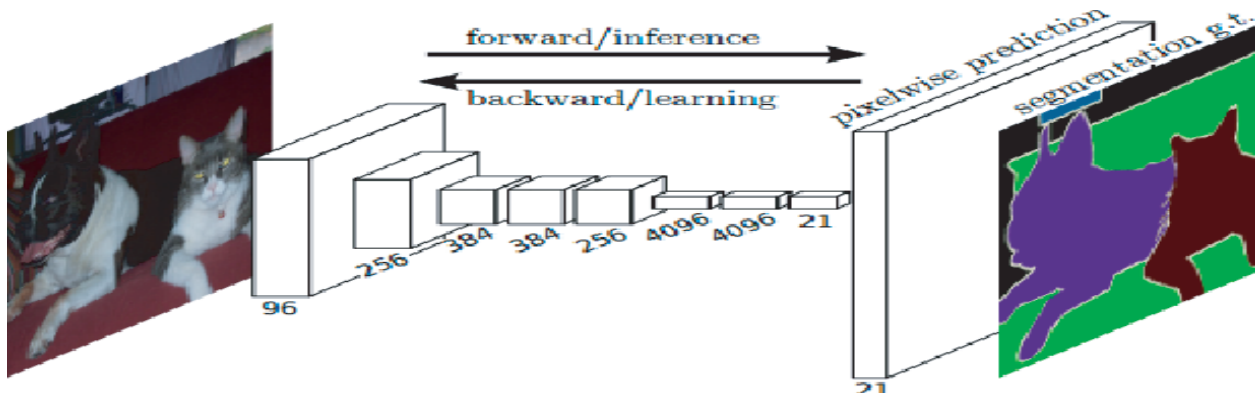 forward/inference
backward/learning
pixelwise prediction
segmentation g.t.
96
256
384
384
256
4096
4096
21
21